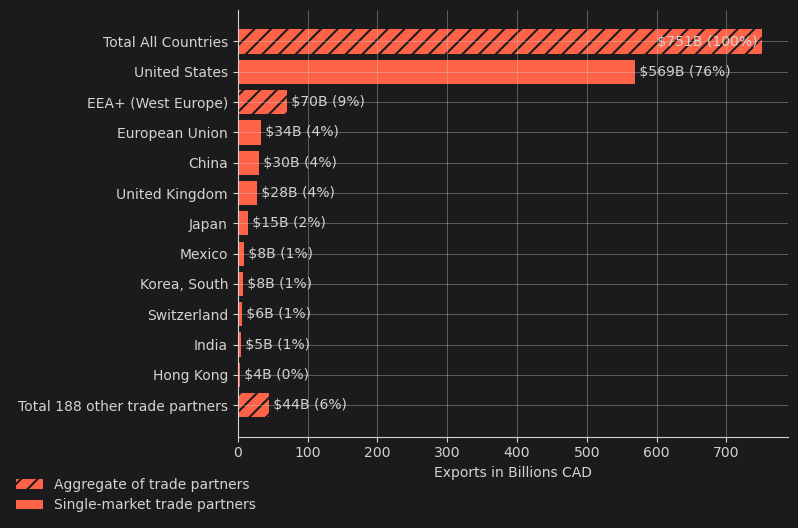 Total All Countries $751B (100%)
United States $569B (76%)
EEA+ (West Europe) $70B (9%)
European Union $34B (4%)
China $30B (4%)
United Kingdom $28B (4%)
Japan $15B (2%)
Mexico $8B (1%)
Korea, South $8B (1%)
Switzerland $6B (1%)
India $5B (1%)
Hong Kong $4B (0%)
Total 188 other trade partners $44B (6%)
0 100 200 300 400 500 600 700
Exports in Billions CAD
Aggregate of trade partners
Single-market trade partners